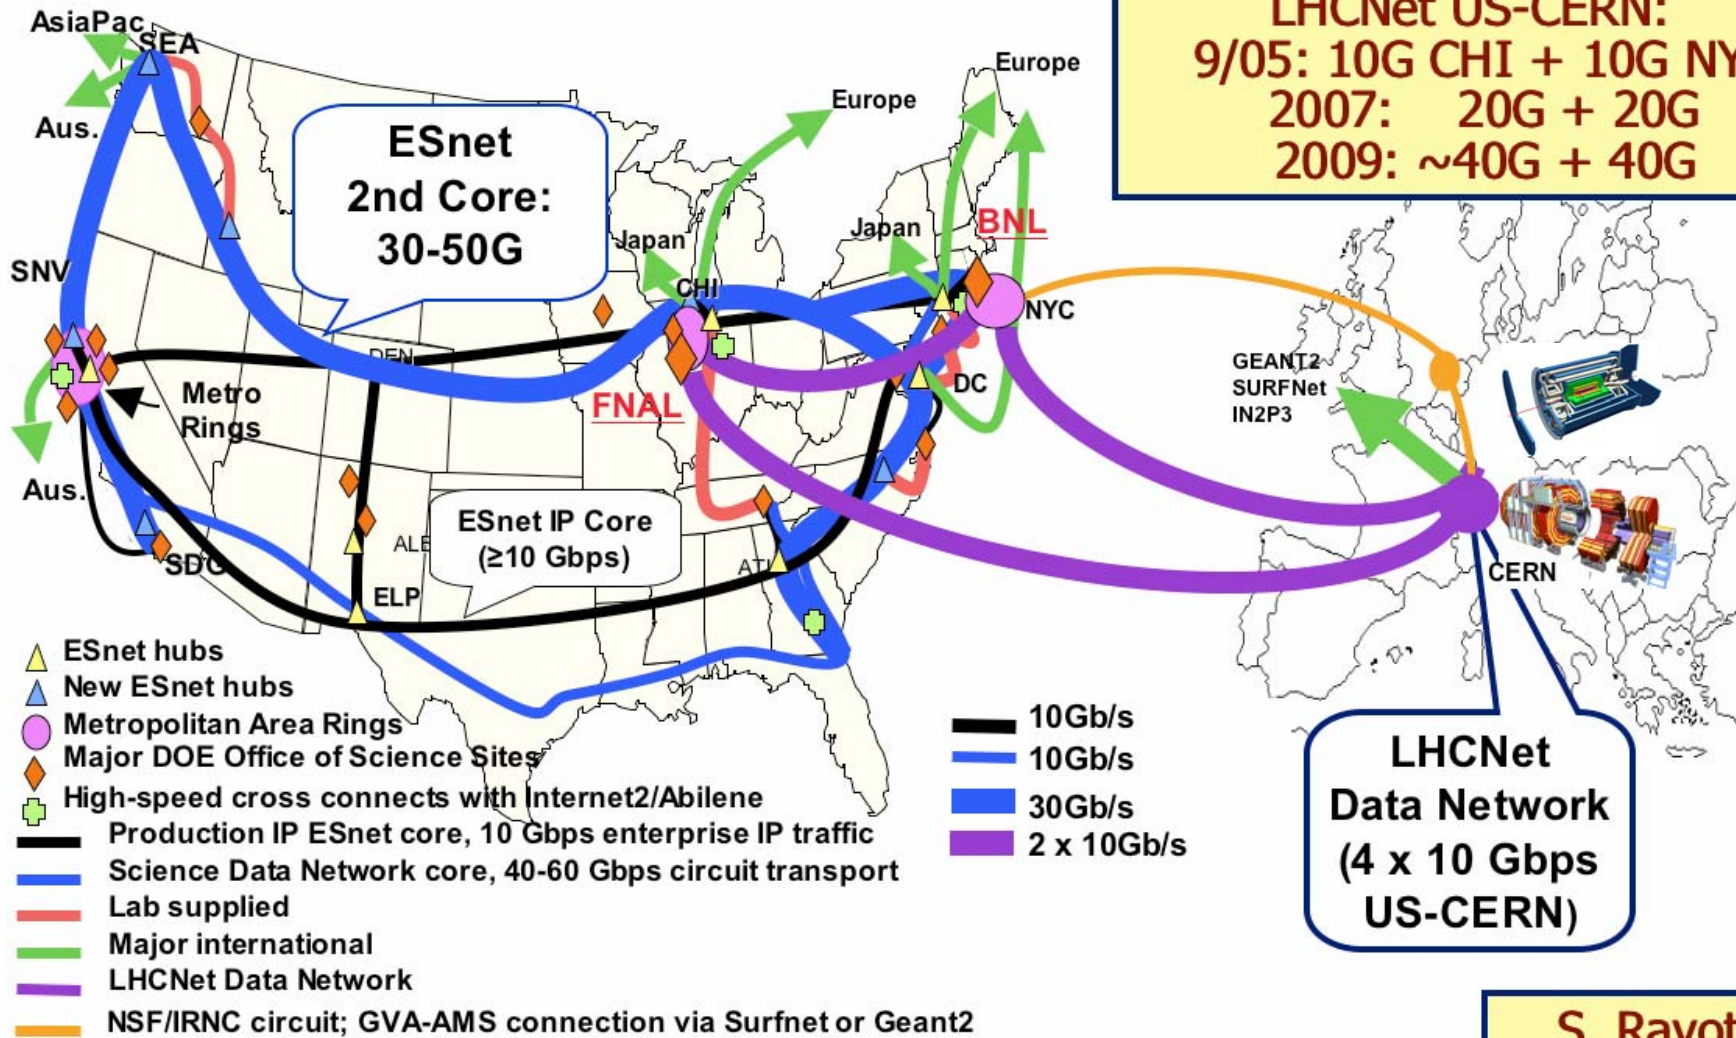 LHCNet US-CERN:
9/05: 10G CHI + 10G NY
2007: 20G + 20G
2009: ~40G + 40G
AsiaPac
SEA
Aus.
Europe
Europe
ESnet
2nd Core:
30-50G
Japan
Japan
BNL
SNV
CHI
NYC
DEN
Metro
Rings
FNAL
DC
GEANT2
SURFNet
IN2P3
Aus.
ESnet IP Core
(≥10 Gbps)
ALB
ATL
SDG
ELP
CERN
ESnet hubs
New ESnet hubs
Metropolitan Area Rings
Major DOE Office of Science Sites
High-speed cross connects with Internet2/Abilene
Production IP ESnet core, 10 Gbps enterprise IP traffic
Science Data Network core, 40-60 Gbps circuit transport
Lab supplied
Major international
LHCNet Data Network
NSF/IRNC circuit; GVA-AMS connection via Surfnet or Geant2
10Gb/s
10Gb/s
30Gb/s
2 x 10Gb/s
LHCNet
Data Network
(4 x 10 Gbps
US-CERN)
S. Ravot